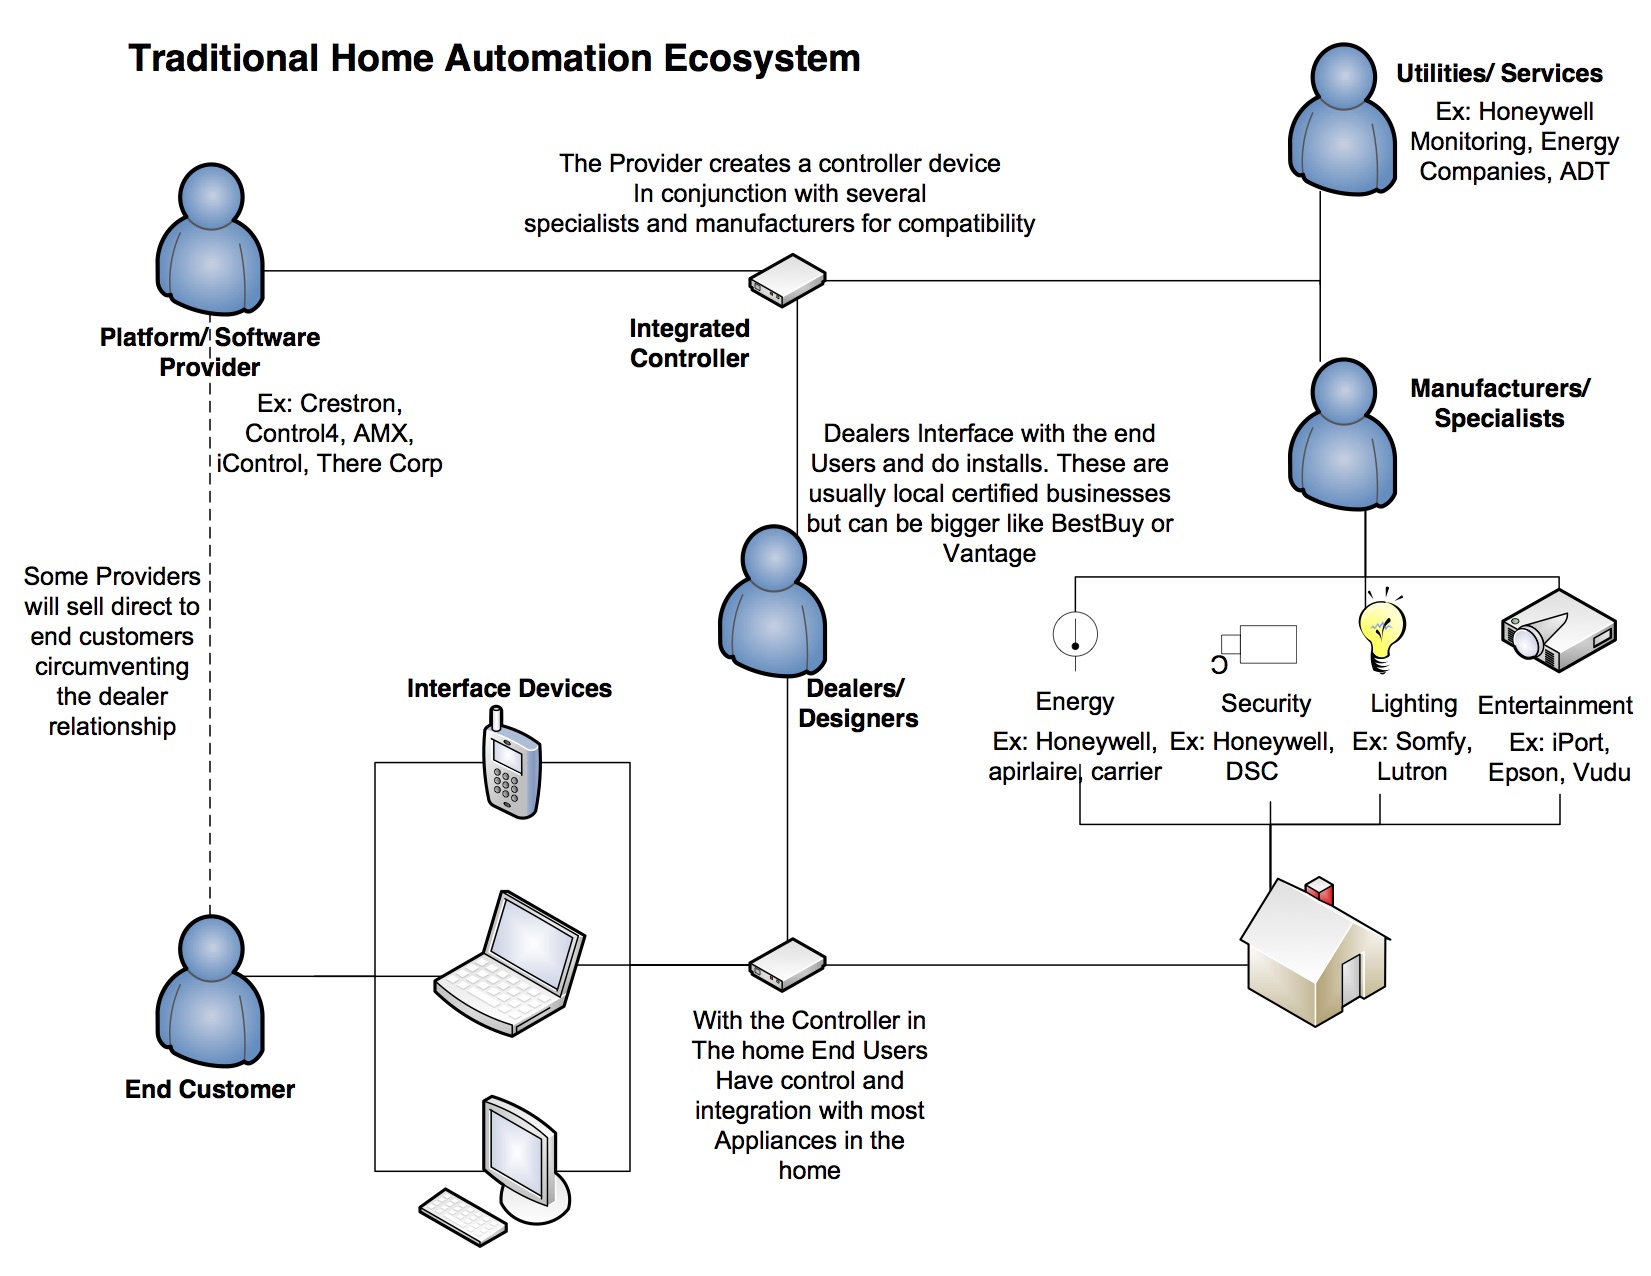 Traditional Home Automation Ecosystem
Utilities/ Services
Ex: Honeywell
Monitoring, Energy
Companies, ADT
The Provider creates a controller device
In conjunction with several
specialists and manufacturers for compatibility
Platform/ Software
Provider
Ex: Crestron,
Control4, AMX,
iControl, There Corp
Integrated
Controller
Manufacturers/
Specialists
Dealers Interface with the end
Users and do installs. These are
usually local certified businesses
but can be bigger like BestBuy or
Vantage
Some Providers
will sell direct to
end customers
circumventing
the dealer
relationship
Interface Devices
Dealers/
Designers
Energy
Ex: Honeywell,
apirlaire, carrier
Security
Ex: Honeywell,
DSC
Lighting
Ex: Somfy,
Lutron
Entertainment
Ex: iPort,
Epson, Vudu
End Customer
With the Controller in
The home End Users
Have control and
integration with most
Appliances in the
home